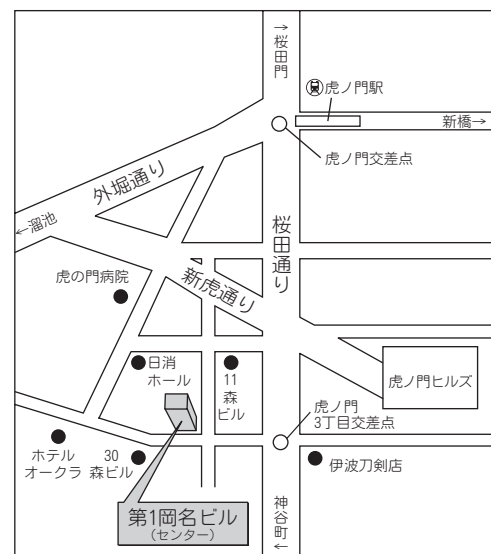 →桜田門
虎ノ門駅
新橋→
虎ノ門交差点
外堀通り
←溜池
桜田通り
新虎通り
虎の門病院
日消
ホール
11
森
ビル
虎ノ門ヒルズ
虎ノ門
3丁目交差点
ホテル
オークラ
30
森ビル
伊波刀剣店
第1岡名ビル
(センター)
神谷町←